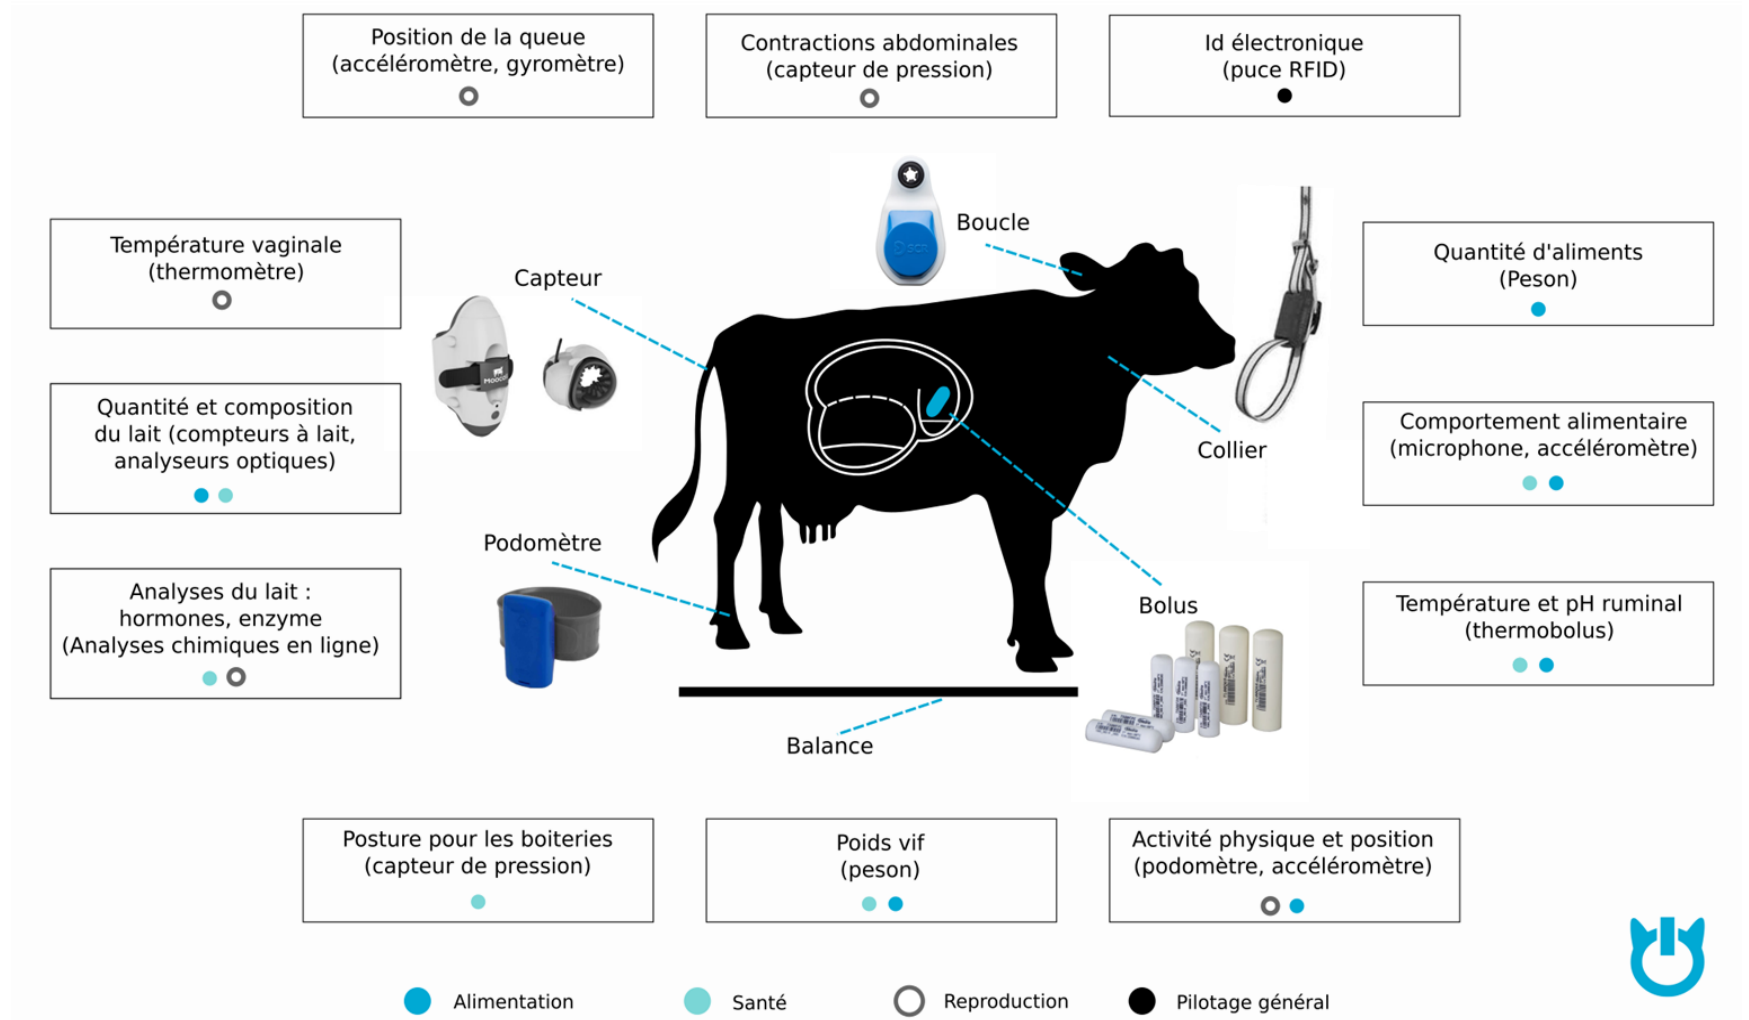 Position de la queue
(accéléromètre, gyromètre)
Contractions abdominales
(capteur de pression)
Id électronique
(puce RFID)
Boucle
Température vaginale
(thermomètre)
Capteur
Quantité d'aliments
(Peson)
Quantité et composition
du lait (compteurs à lait,
analyseurs optiques)
Comportement alimentaire
(microphone, accéléromètre)
Collier
Podomètre
Analyses du lait :
hormones, enzyme
(Analyses chimiques en ligne)
Bolus
Température et pH ruminal
(thermobolus)
Balance
Posture pour les boiteries
(capteur de pression)
Poids vif
(peson)
Activité physique et position
(podomètre, accéléromètre)
Alimentation
Santé
Reproduction
Pilotage général